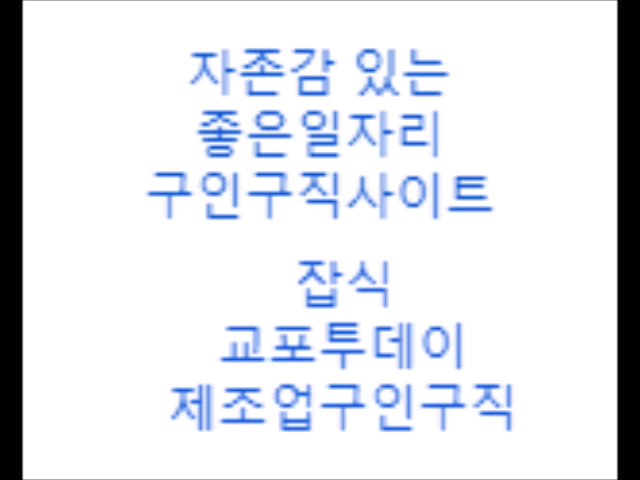 자존감 있는
좋은일자리
구인구직사이트
잡식
교포투데이
제조업구인구직